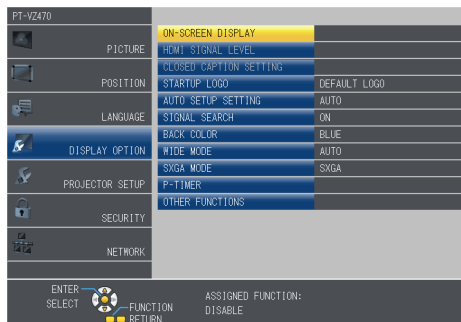 PT-VZ470
PICTURE
POSITION
LANGUAGE
DISPLAY OPTION
PROJECTOR SETUP
SECURITY
NETWORK
ON-SCREEN DISPLAY
HDMI SIGNAL LEVEL
CLOSED CAPTION SETTING
STARTUP LOGO DEFAULT LOGO
AUTO SETUP SETTING AUTO
SIGNAL SEARCH ON
BACK COLOR BLUE
WIDE MODE AUTO
SXGA MODE SXGA
P-TIMER
OTHER FUNCTIONS
ENTER
SELECT
FUNCTION
RETURN
ASSIGNED FUNCTION:
DISABLE